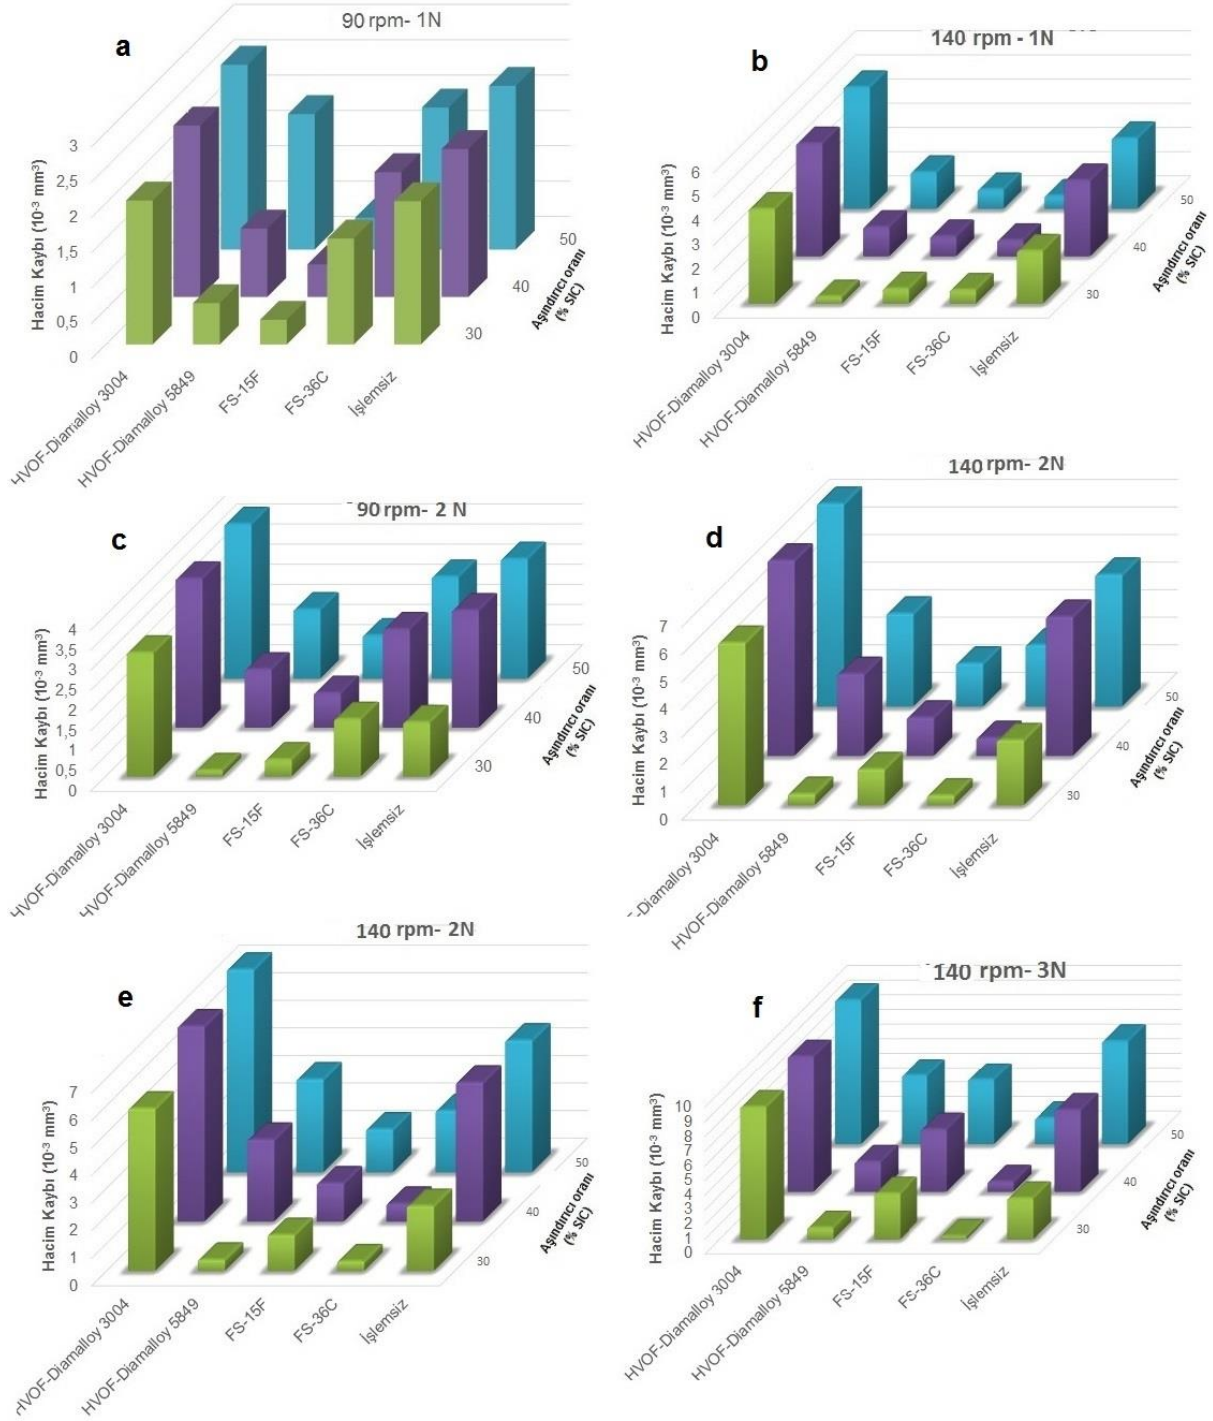 a
90 rpm- 1N
Hacim Kaybı (10-3 mm3)
3
2,5
2
1,5
1
0,5
0
50
40
30
Aşındırıcı oranı
(% SIC)
HVOF-Diamalloy 3004
HVOF-Diamalloy 5849
FS-15F
FS-36C
İşlemsiz
b
140 rpm - 1N
Hacim Kaybı (10-3 mm3)
6
5
4
3
2
1
0
50
40
30
Aşındırıcı oranı
(% SIC)
HVOF-Diamalloy 3004
HVOF-Diamalloy 5849
FS-15F
FS-36C
İşlemsiz
c
90 rpm- 2 N
Hacim Kaybı (10-3 mm3)
4
3,5
3
2,5
2
1,5
1
0,5
0
50
40
30
Aşındırıcı oranı
(% SIC)
HVOF-Diamalloy 3004
HVOF-Diamalloy 5849
FS-15F
FS-36C
İşlemsiz
d
140 rpm- 2N
Hacim Kaybı (10-3 mm3)
7
6
5
4
3
2
1
0
50
40
30
Aşındırıcı oranı
(% SIC)
-Diamalloy 3004
HVOF-Diamalloy 5849
FS-15F
FS-36C
İşlemsiz
e
140 rpm- 2N
Hacim Kaybı (10-3 mm3)
7
6
5
4
3
2
1
0
50
40
30
Aşındırıcı oranı
(% SIC)
HVOF-Diamalloy 3004
HVOF-Diamalloy 5849
FS-15F
FS-36C
İşlemsiz
f
140 rpm- 3N
Hacim Kaybı (10-3 mm3)
10
9
8
7
6
5
4
3
2
1
0
50
40
30
Aşındırıcı oranı
(% SIC)
HVOF-Diamalloy 3004
HVOF-Diamalloy 5849
FS-15F
FS-36C
İşlemsiz